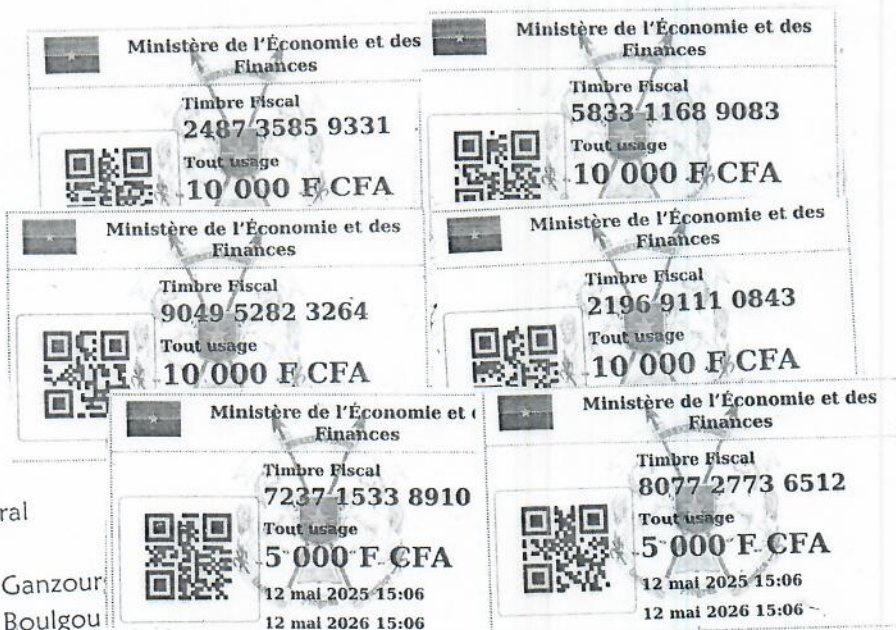 Ministère de l'Économie et des
Finances
Timbre Fiscal
2487 3585 9331
Tout usage
10 000 F CFA
Ministère de l'Économie et des
Finances
Timbre Fiscal
5833 1168 9083
Tout usage
10 000 F CFA
Ministère de l'Économie et des
Finances
Timbre Fiscal
9049 5282 3264
Tout usage
10 000 F CFA
Ministère de l'Économie et des
Finances
Timbre Fiscal
2196 9111 0843
Tout usage
10 000 F CFA
Ministère de l'Économie et
Finances
Timbre Fiscal
7237 1533 8910
Tout usage
5 000 F CFA
12 mai 2025 15:06
12 mai 2026 15:06
Ministère de l'Économie et des
Finances
Timbre Fiscal
8077 2773 6512
Tout usage
5 000 F CFA
12 mai 2025 15:06
12 mai 2026 15:06
ral
Ganzour
Boulgou